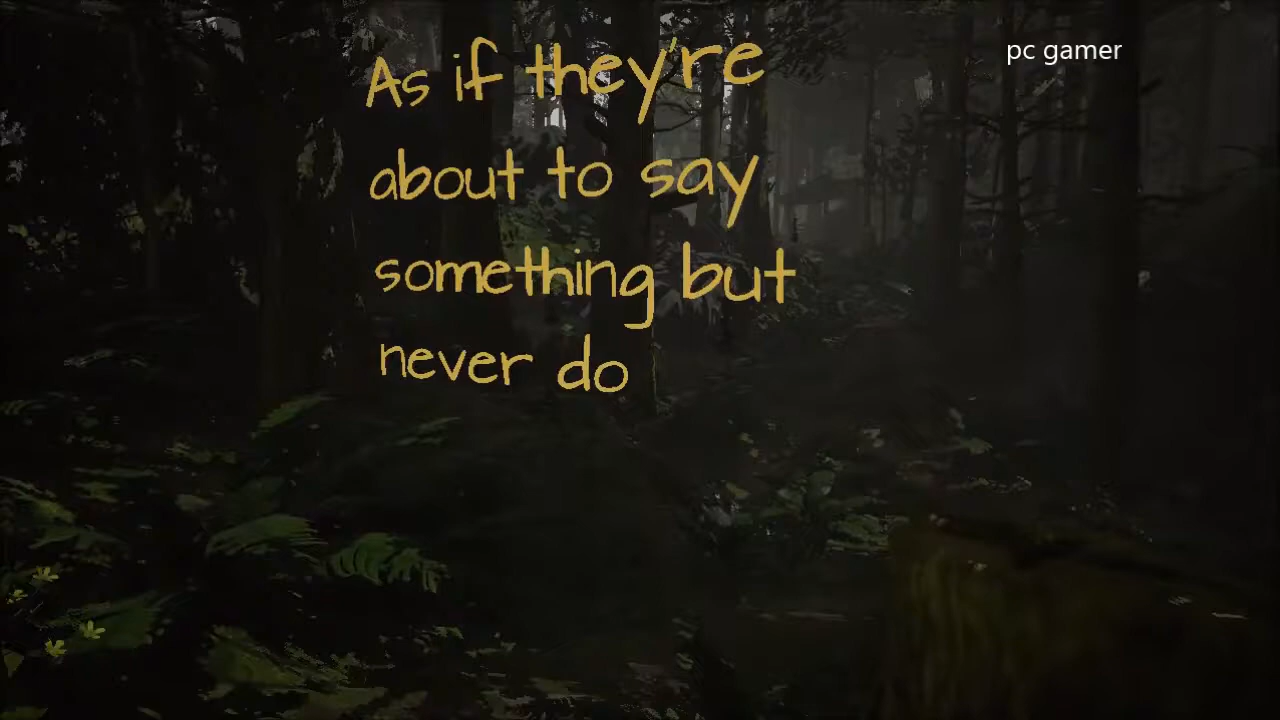 As if they're
about to say
something but
never do
pc gamer